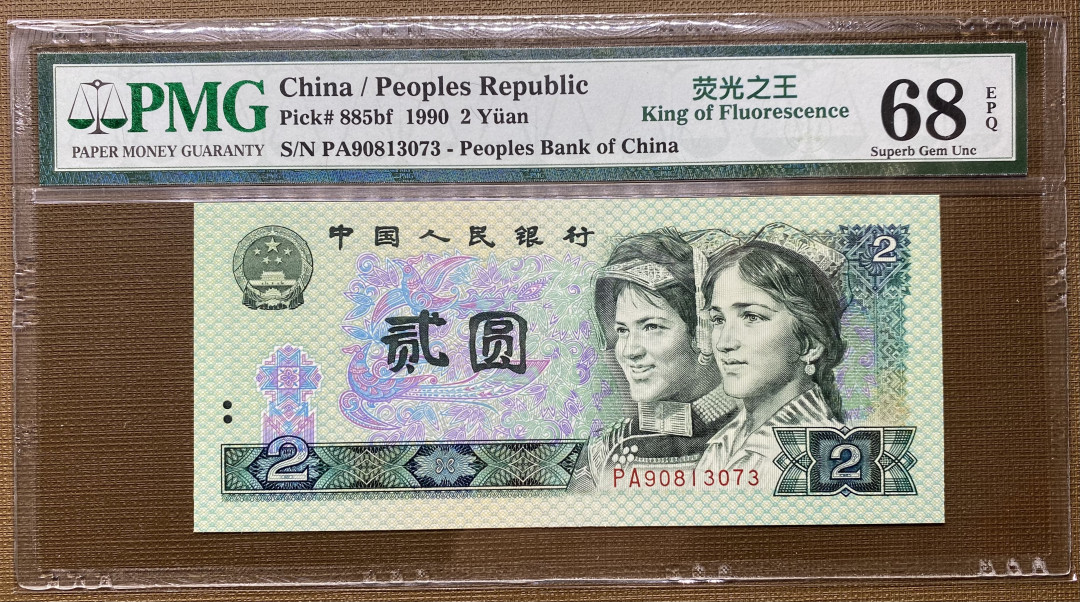 PMG
PAPER MONEY GUARANTY
China / Peoples Republic
Pick# 885bf 1990 2 Yüan
S/N PA90813073 - Peoples Bank of China
荧光之王
King of Fluorescence
68
EPQ
Superb Gem Unc
中国人民银行
2
贰圆
2
PA90813073
2